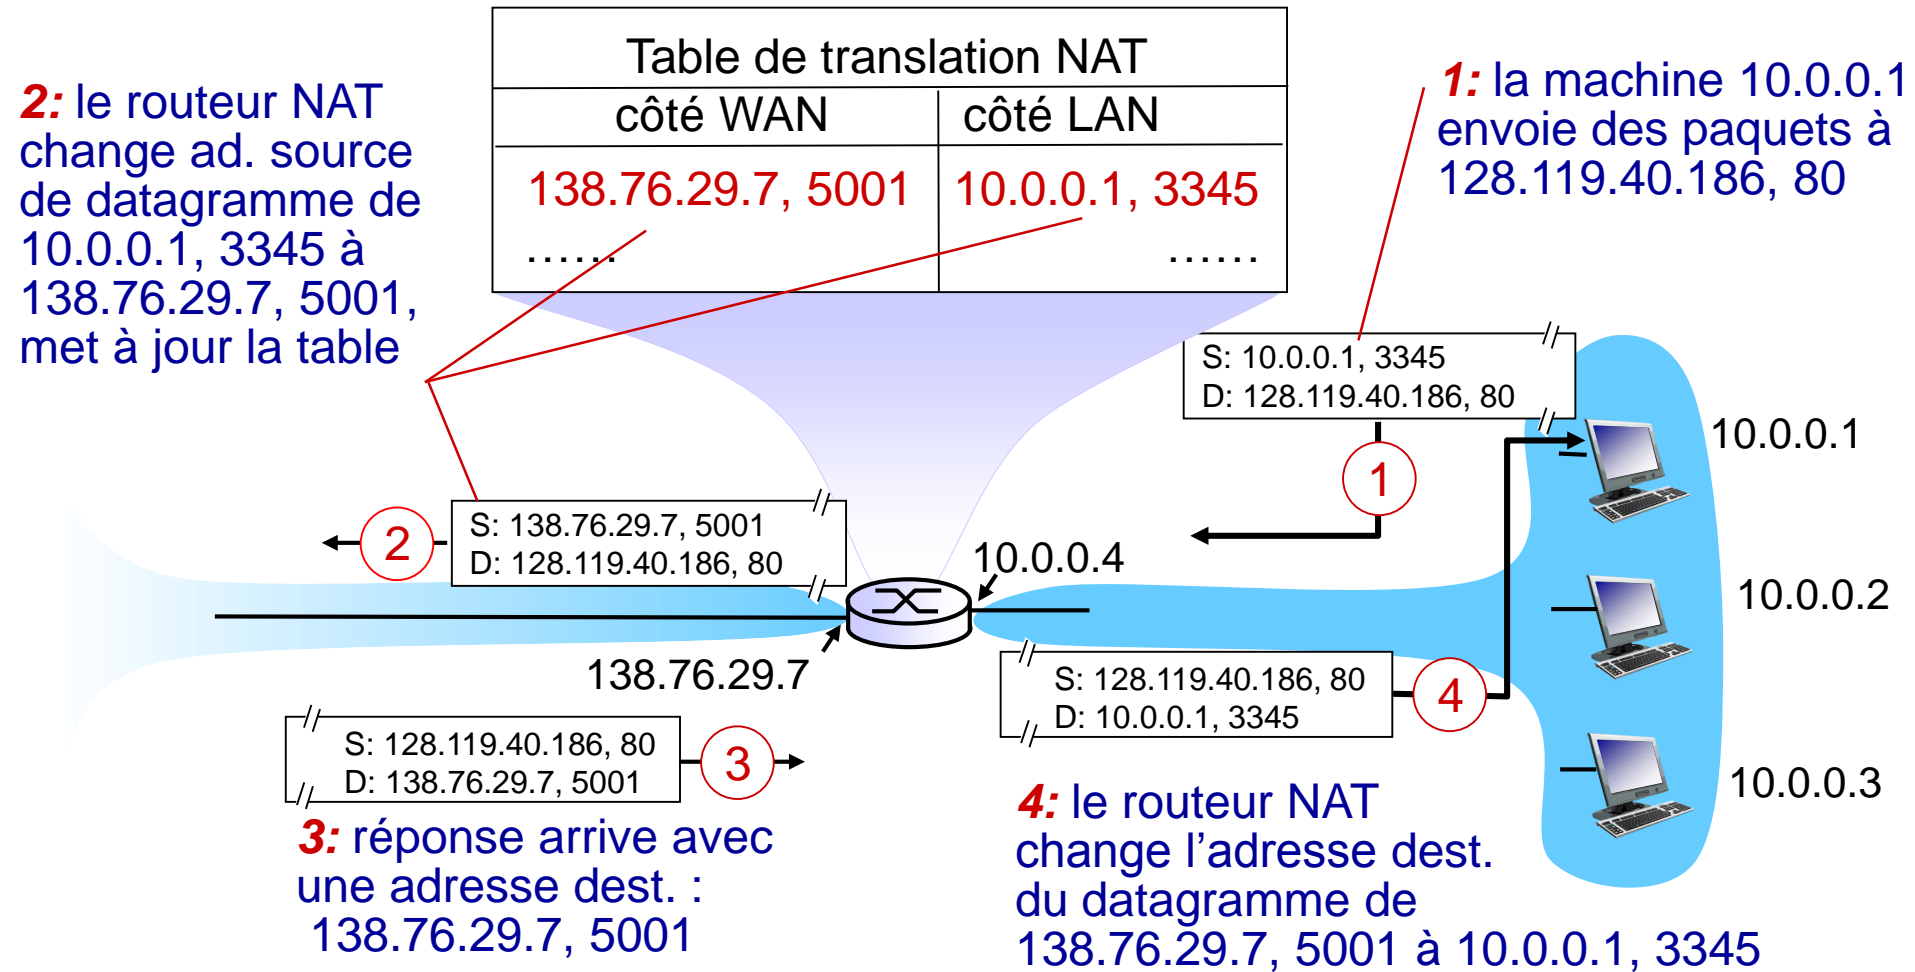 Table de translation NAT
côté WAN côté LAN
138.76.29.7, 5001 10.0.0.1, 3345
...... ......
2: le routeur NAT
change ad. source
de datagramme de
10.0.0.1, 3345 à
138.76.29.7, 5001,
met à jour la table
1: la machine 10.0.0.1
envoie des paquets à
128.119.40.186, 80
S: 10.0.0.1, 3345
D: 128.119.40.186, 80
1
10.0.0.1
2
S: 138.76.29.7, 5001
D: 128.119.40.186, 80
10.0.0.4
10.0.0.2
138.76.29.7
S: 128.119.40.186, 80
D: 10.0.0.1, 3345
4
S: 128.119.40.186, 80
D: 138.76.29.7, 5001
3
10.0.0.3
3: réponse arrive avec
une adresse dest. :
138.76.29.7, 5001
4: le routeur NAT
change l’adresse dest.
du datagramme de
138.76.29.7, 5001 à 10.0.0.1, 3345